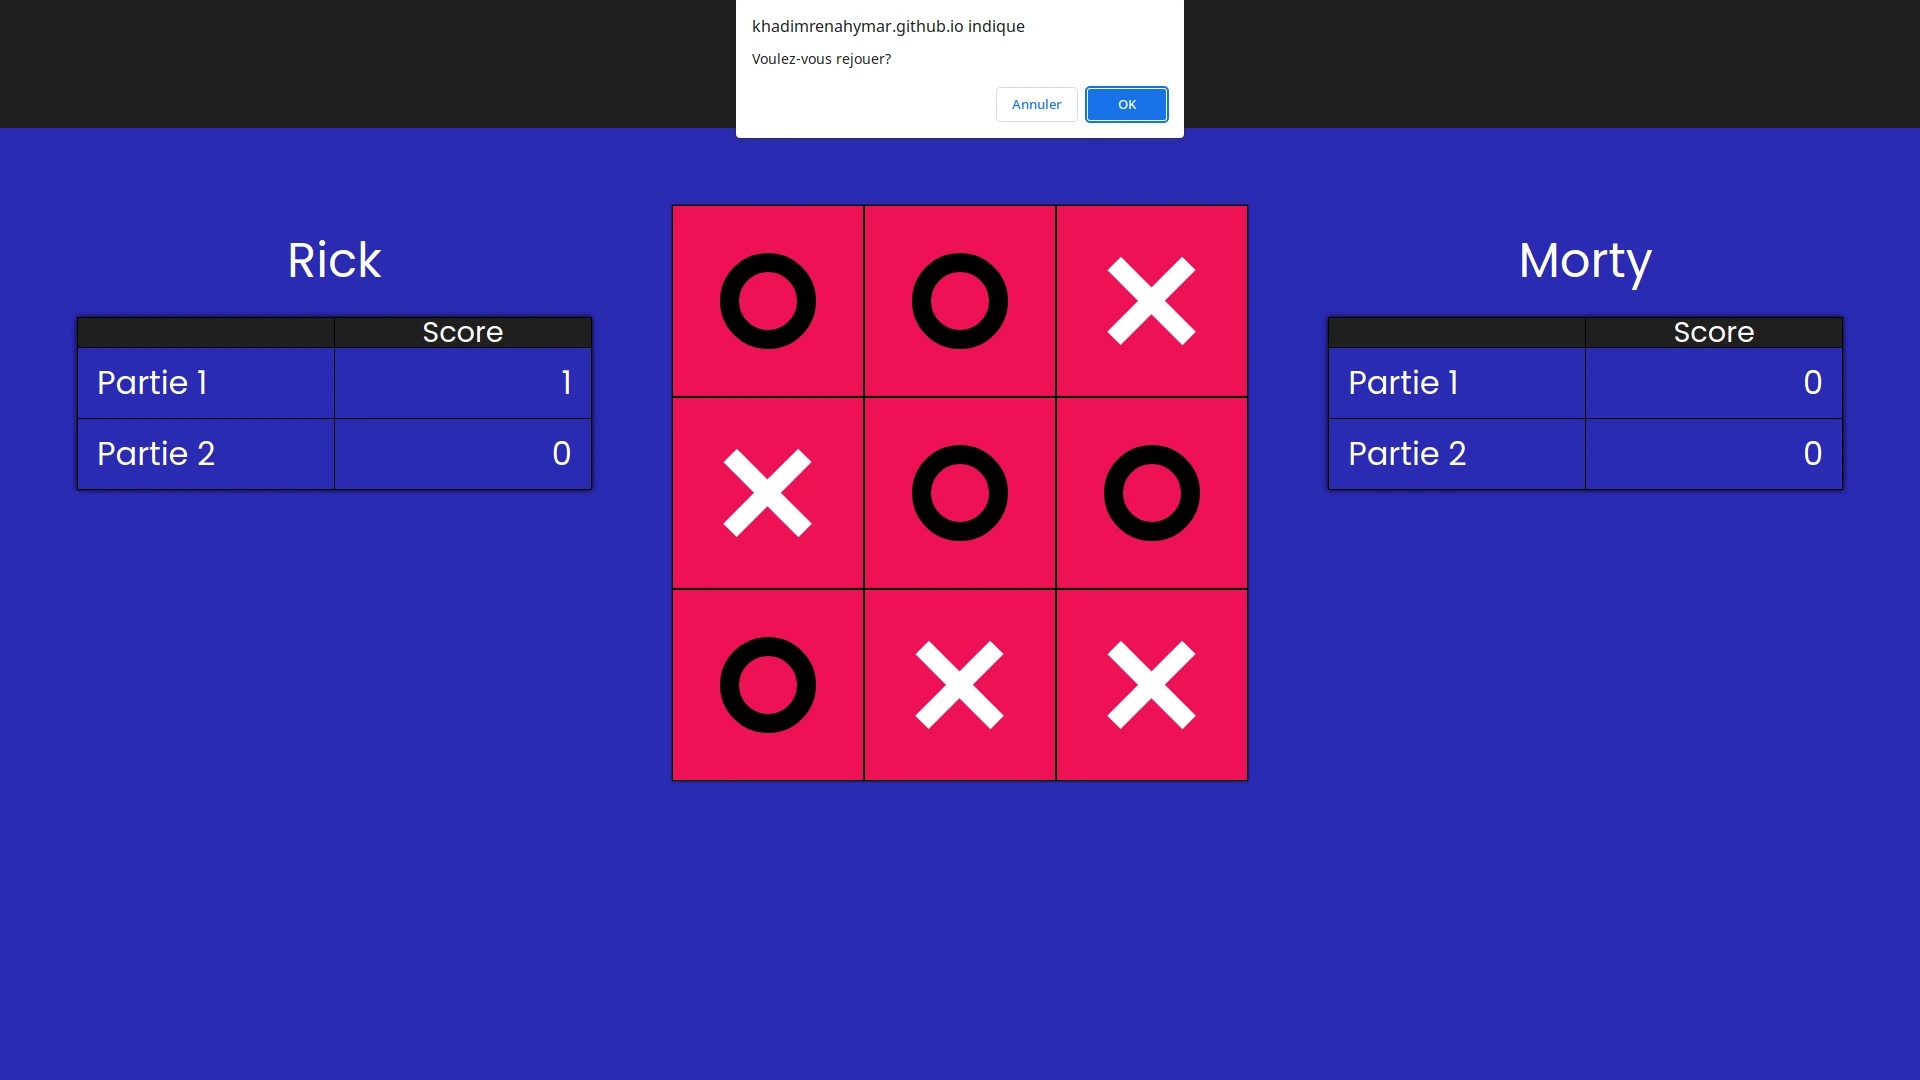 khadimrenahymar.github.io indique
Voulez-vous rejouer?
Annuler OK
Rick
Score
Partie 1 1
Partie 2 0
Morty
Score
Partie 1 0
Partie 2 0